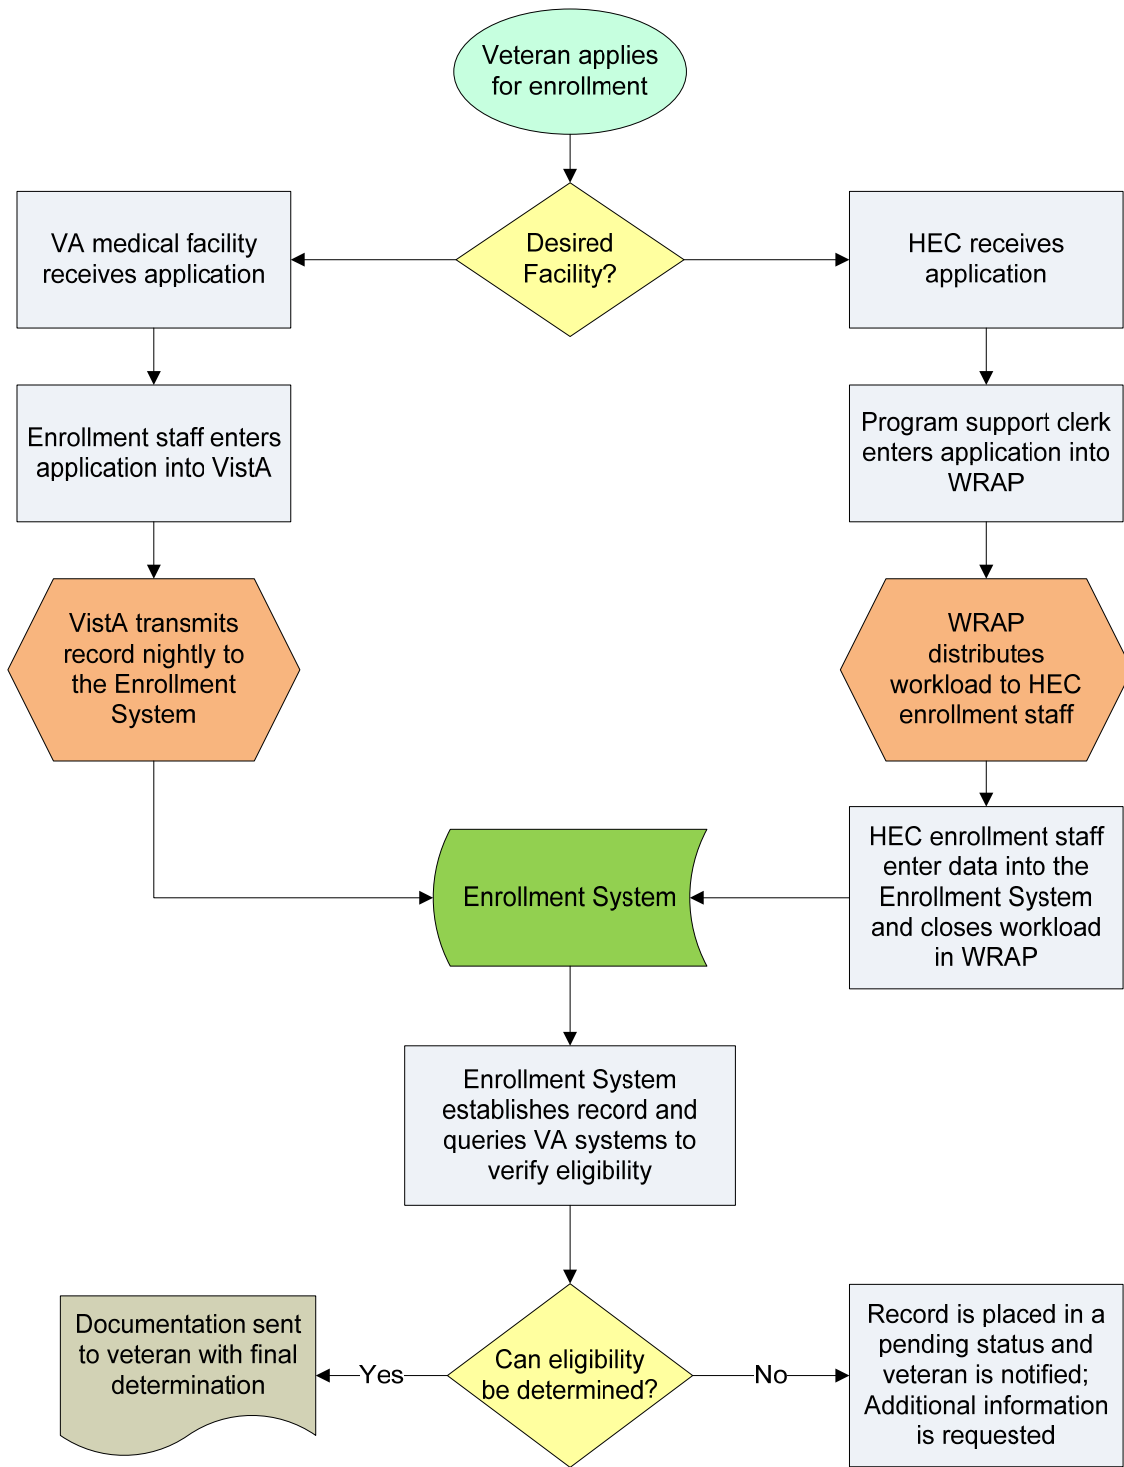 Veteran applies
for enrollment
Desired
Facility?
VA medical facility
receives application
HEC receives
application
Enrollment staff enters
application into VistA
Program support clerk
enters application into
WRAP
VistA transmits
record nightly to
the Enrollment
System
WRAP
distributes
workload to HEC
enrollment staff
HEC enrollment staff
enter data into the
Enrollment System
and closes workload
in WRAP
Enrollment System
Enrollment System
establishes record and
queries VA systems to
verify eligibility
Can eligibility
be determined?
Yes
Documentation sent
to veteran with final
determination
No
Record is placed in a
pending status and
veteran is notified;
Additional information
is requested